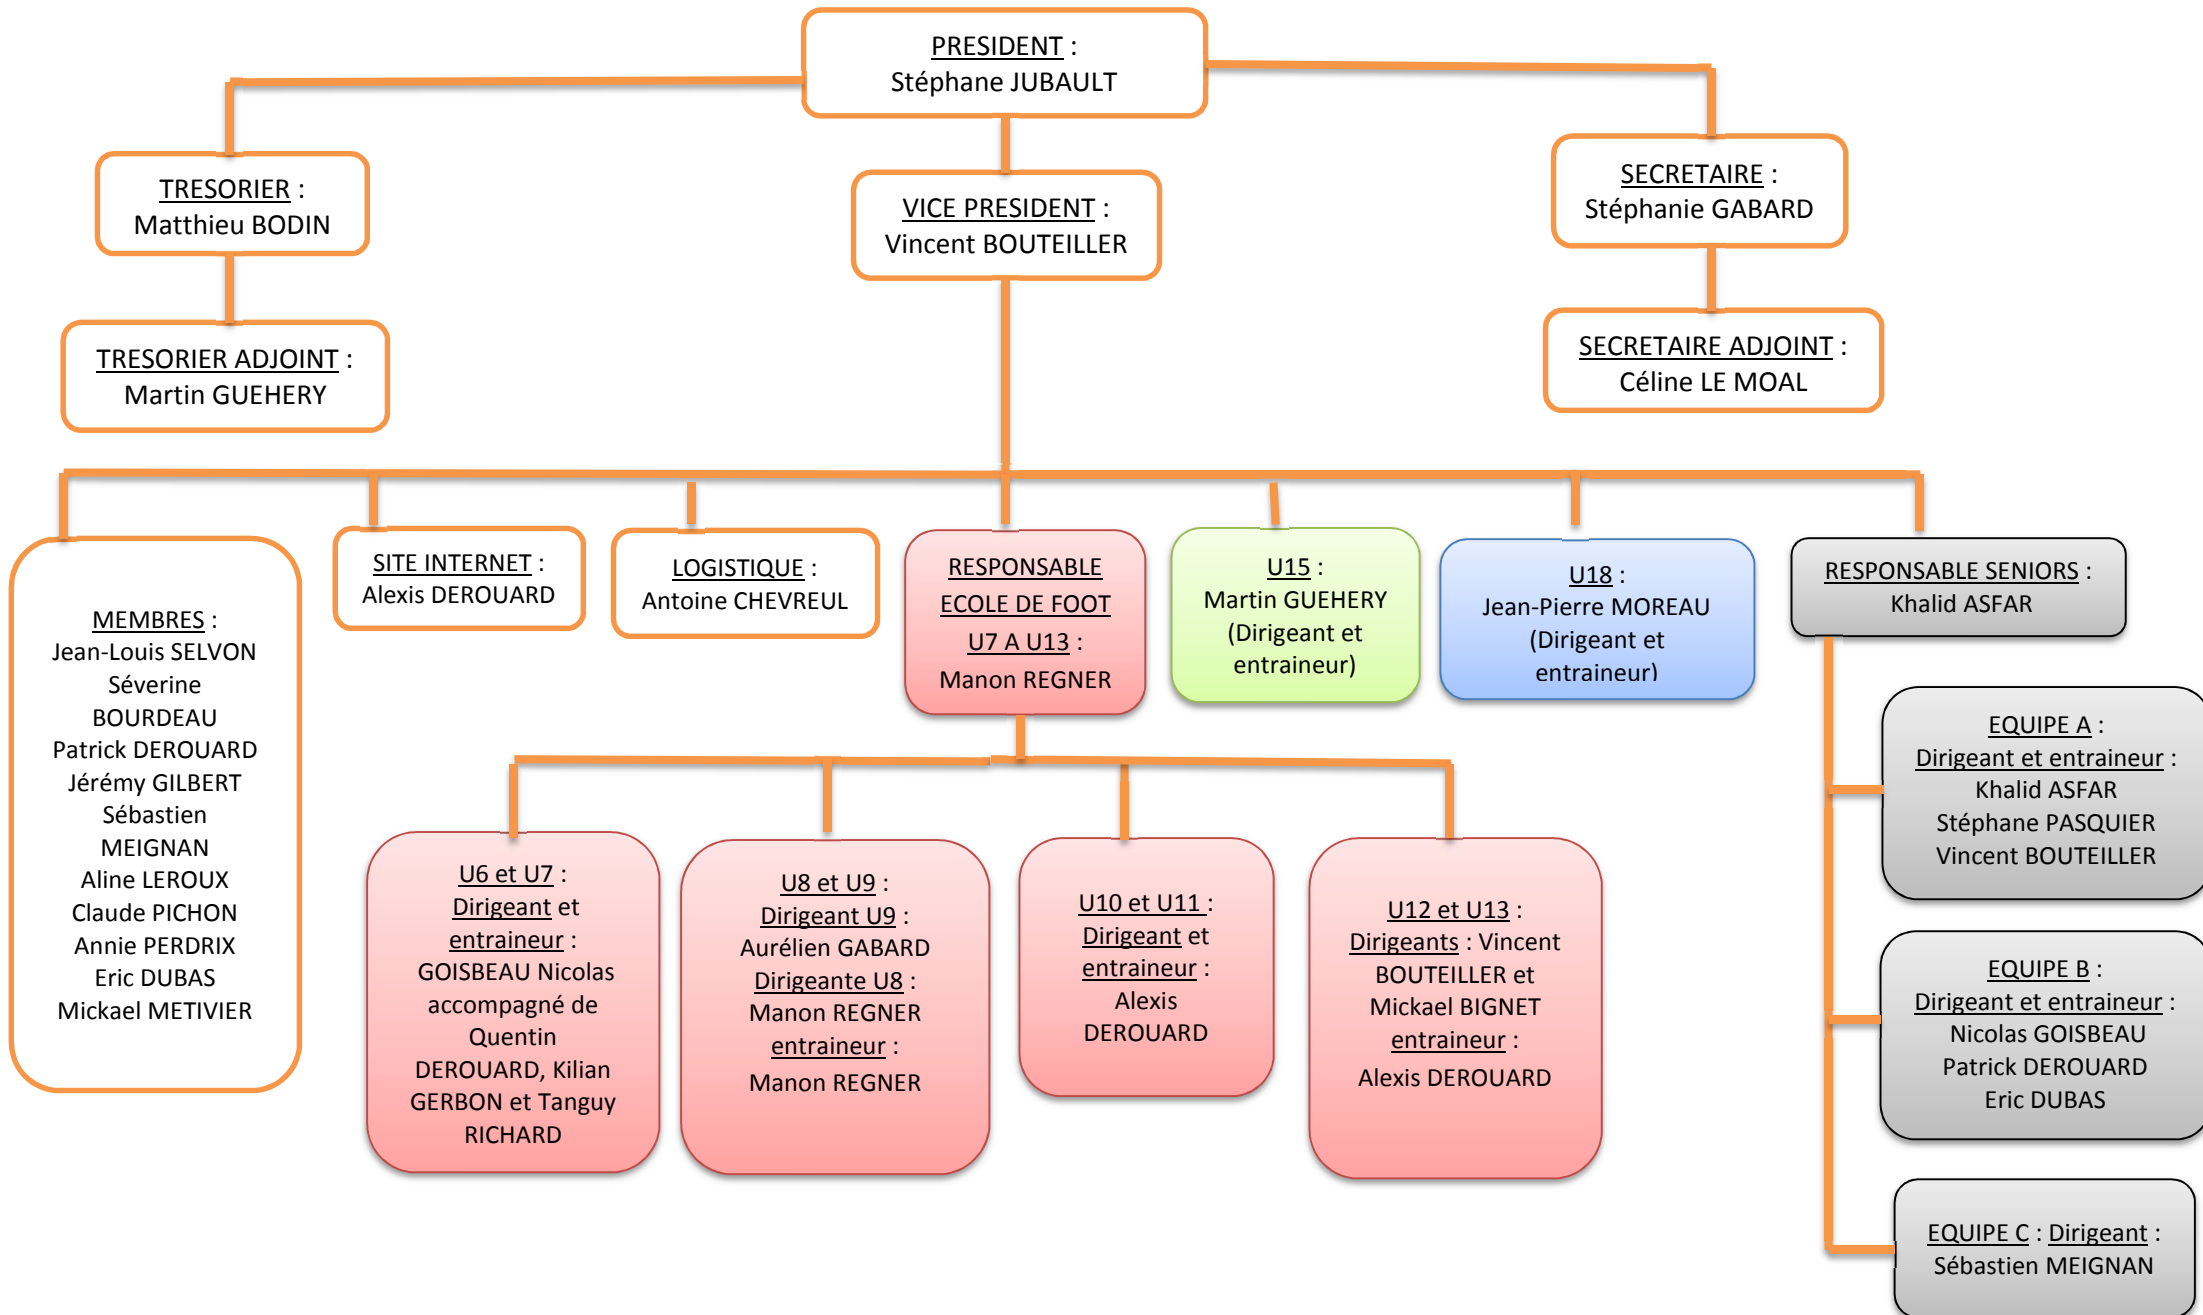 PRESIDENT :
Stéphane JUBAULT
TRESORIER :
Matthieu BODIN
VICE PRESIDENT :
Vincent BOUTEILLER
SECRETAIRE :
Stéphanie GABARD
TRESORIER ADJOINT :
Martin GUEHERY
SECRETAIRE ADJOINT :
Céline LE MOAL
MEMBRES :
Jean-Louis SELVON
Séverine
BOURDEAU
Patrick DEROUARD
Jérémy GILBERT
Sébastien
MEIGNAN
Aline LEROUX
Claude PICHON
Annie PERDRIX
Eric DUBAS
Mickael METIVIER
SITE INTERNET :
Alexis DEROUARD
LOGISTIQUE :
Antoine CHEVREUL
RESPONSABLE
ECOLE DE FOOT
U7 A U13 :
Manon REGNER
U15 :
Martin GUEHERY
(Dirigeant et
entraineur)
U18 :
Jean-Pierre MOREAU
(Dirigeant et
entraineur)
RESPONSABLE SENIORS :
Khalid ASFAR
U6 et U7 :
Dirigeant et
entraineur :
GOISBEAU Nicolas
accompagné de
Quentin
DEROUARD, Kilian
GERBON et Tanguy
RICHARD
U8 et U9 :
Dirigeant U9 :
Aurélien GABARD
Dirigeante U8 :
Manon REGNER
entraineur :
Manon REGNER
U10 et U11 :
Dirigeant et
entraineur :
Alexis
DEROUARD
U12 et U13 :
Dirigeants : Vincent
BOUTEILLER et
Mickael BIGNET
entraineur :
Alexis DEROUARD
EQUIPE A :
Dirigeant et entraineur :
Khalid ASFAR
Stéphane PASQUIER
Vincent BOUTEILLER
EQUIPE B :
Dirigeant et entraineur :
Nicolas GOISBEAU
Patrick DEROUARD
Eric DUBAS
EQUIPE C : Dirigeant :
Sébastien MEIGNAN